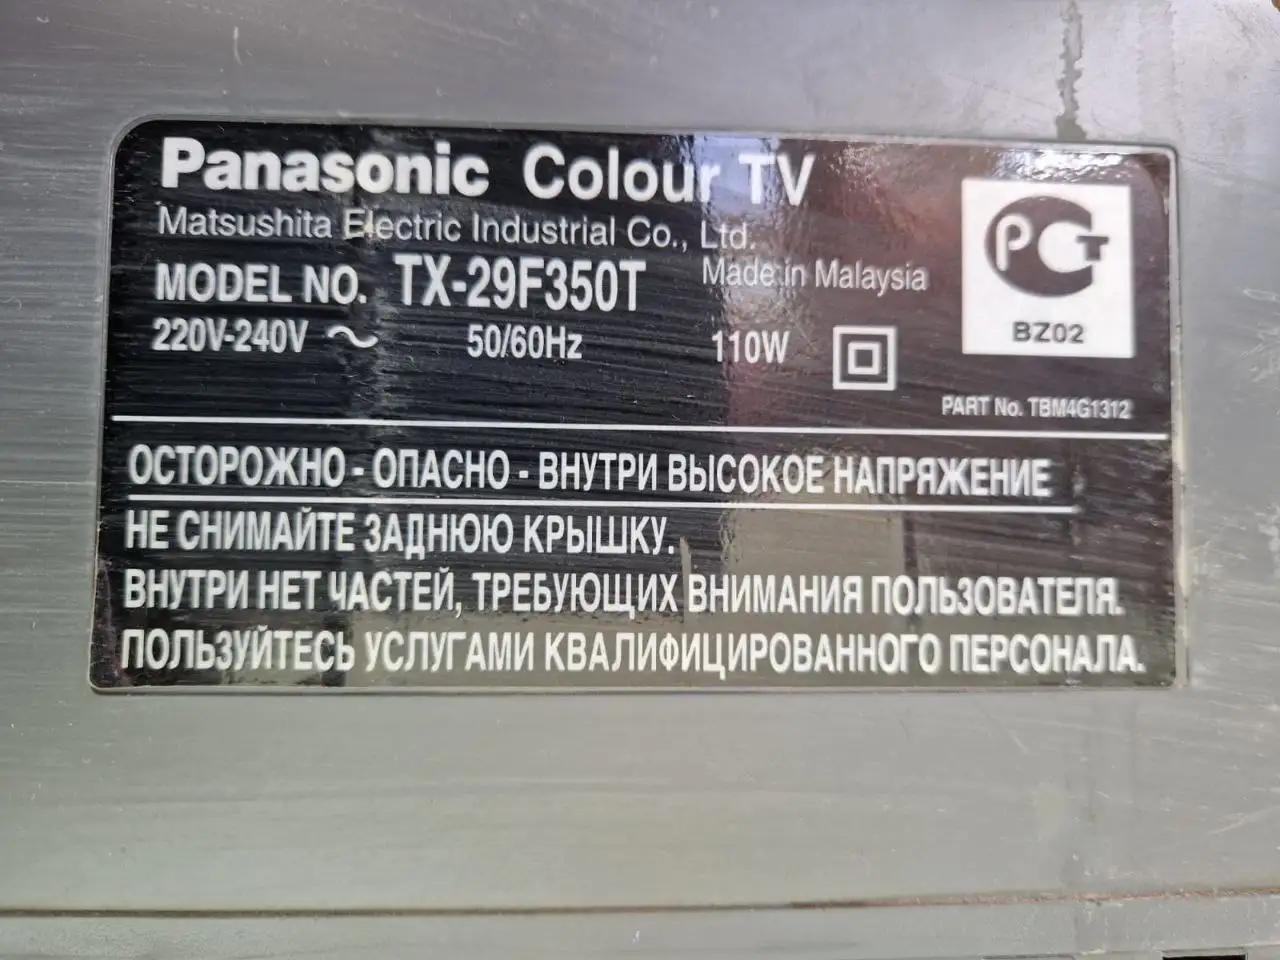 Panasonic Colour TV
Matsushita Electric Industrial Co., Ltd.
MODEL NO. TX-29F350T Made in Malaysia
220V-240V ~ 50/60Hz 110W
РСТ
BZ02
PART No. TBM4G1312
ОСТОРОЖНО - ОПАСНО - ВНУТРИ ВЫСОКОЕ НАПРЯЖЕНИЕ
НЕ СНИМАЙТЕ ЗАДНЮЮ КРЫШКУ.
ВНУТРИ НЕТ ЧАСТЕЙ, ТРЕБУЮЩИХ ВНИМАНИЯ ПОЛЬЗОВАТЕЛЯ.
ПОЛЬЗУЙТЕСЬ УСЛУГАМИ КВАЛИФИЦИРОВАННОГО ПЕРСОНАЛА.